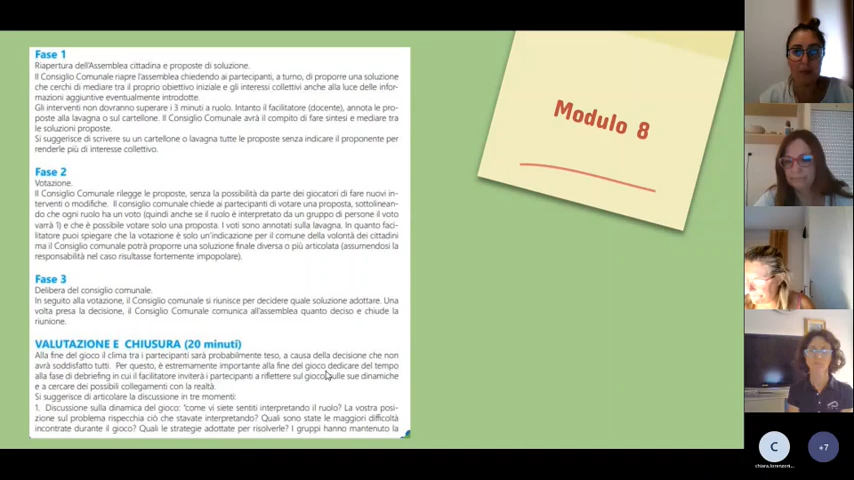 Fase 1
Riapertura dell'Assemblea cittadina e proposte di soluzione.
Il Consiglio Comunale riapre l'assemblea chiedendo ai partecipanti, a turno, di proporre una soluzione
che cerchi di mediare tra il proprio obiettivo iniziale e gli interessi collettivi anche alla luce delle infor-
mazioni aggiuntive eventualmente introdotte.
Gli interventi non dovranno superare i 3 minuti a ruolo. Intanto il facilitatore (docente), annota le pro-
poste alla lavagna o sul cartellone. Il Consiglio Comunale avrà il compito di fare sintesi e mediare tra
le soluzioni proposte.
Si suggerisce di scrivere su un cartellone o lavagna tutte le proposte senza indicare il proponente per
renderle più di interesse collettivo.
Fase 2
Votazione.
Il Consiglio Comunale rilegge le proposte, senza la possibilità da parte dei giocatori di fare nuovi in-
terventi o modifiche. Il consiglio comunale chiede ai partecipanti di votare una proposta, sottolinean-
do che ogni ruolo ha un voto (quindi anche se il ruolo è interpretato da un gruppo di persone il voto
varrà 1) e che è possibile votare solo una proposta. I voti sono annotati sulla lavagna. In quanto faci-
litatore puoi spiegare che la votazione è solo un'indicazione per il comune della volontà dei cittadini
ma il Consiglio comunale potrà proporre una soluzione finale diversa o più articolata (assumendosi la
responsabilità nel caso risultasse fortemente impopolare).
Fase 3
Delibera del consiglio comunale.
In seguito alla votazione, il Consiglio comunale si riunisce per decidere quale soluzione adottare. Una
volta presa la decisione, il Consiglio Comunale comunica all'assemblea quanto deciso e chiude la
riunione.
VALUTAZIONE E CHIUSURA (20 minuti)
Alla fine del gioco il clima tra i partecipanti sarà probabilmente teso, a causa della decisione che non
avrà soddisfatto tutti. Per questo, è estremamente importante alla fine del gioco dedicare del tempo
alla fase di debriefing in cui il facilitatore inviterà i partecipanti a riflettere sul gioco, sulle sue dinamiche
e a cercare dei possibili collegamenti con la realtà.
Si suggerisce di articolare la discussione in tre momenti:
1. Discussione sulla dinamica del gioco: "come vi siete sentiti interpretando il ruolo? La vostra posi-
zione sul problema rispecchia ciò che stavate interpretando? Quali sono state le maggiori difficoltà
incontrate durante il gioco? Quali le strategie adottate per risolverle? I gruppi hanno mantenuto la
Modulo 8
C
chiara.lorenzoni...
+7